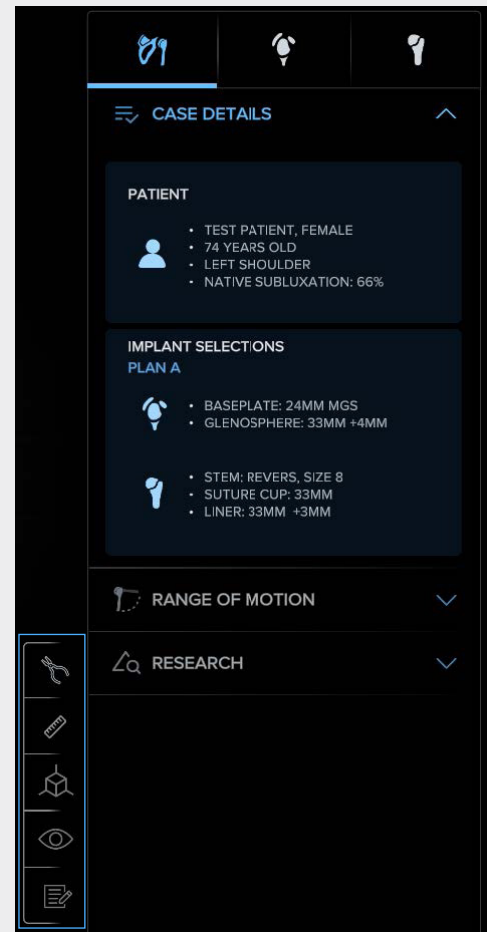 CASE DETAILS
PATIENT
• TEST PATIENT, FEMALE
• 74 YEARS OLD
• LEFT SHOULDER
• NATIVE SUBLUXATION: 66%
IMPLANT SELECTIONS
PLAN A
• BASEPLATE: 24MM MGS
• GLENOSPHERE: 33MM +4MM
• STEM: REVERS, SIZE 8
• SUTURE CUP: 33MM
• LINER: 33MM +3MM
RANGE OF MOTION
RESEARCH